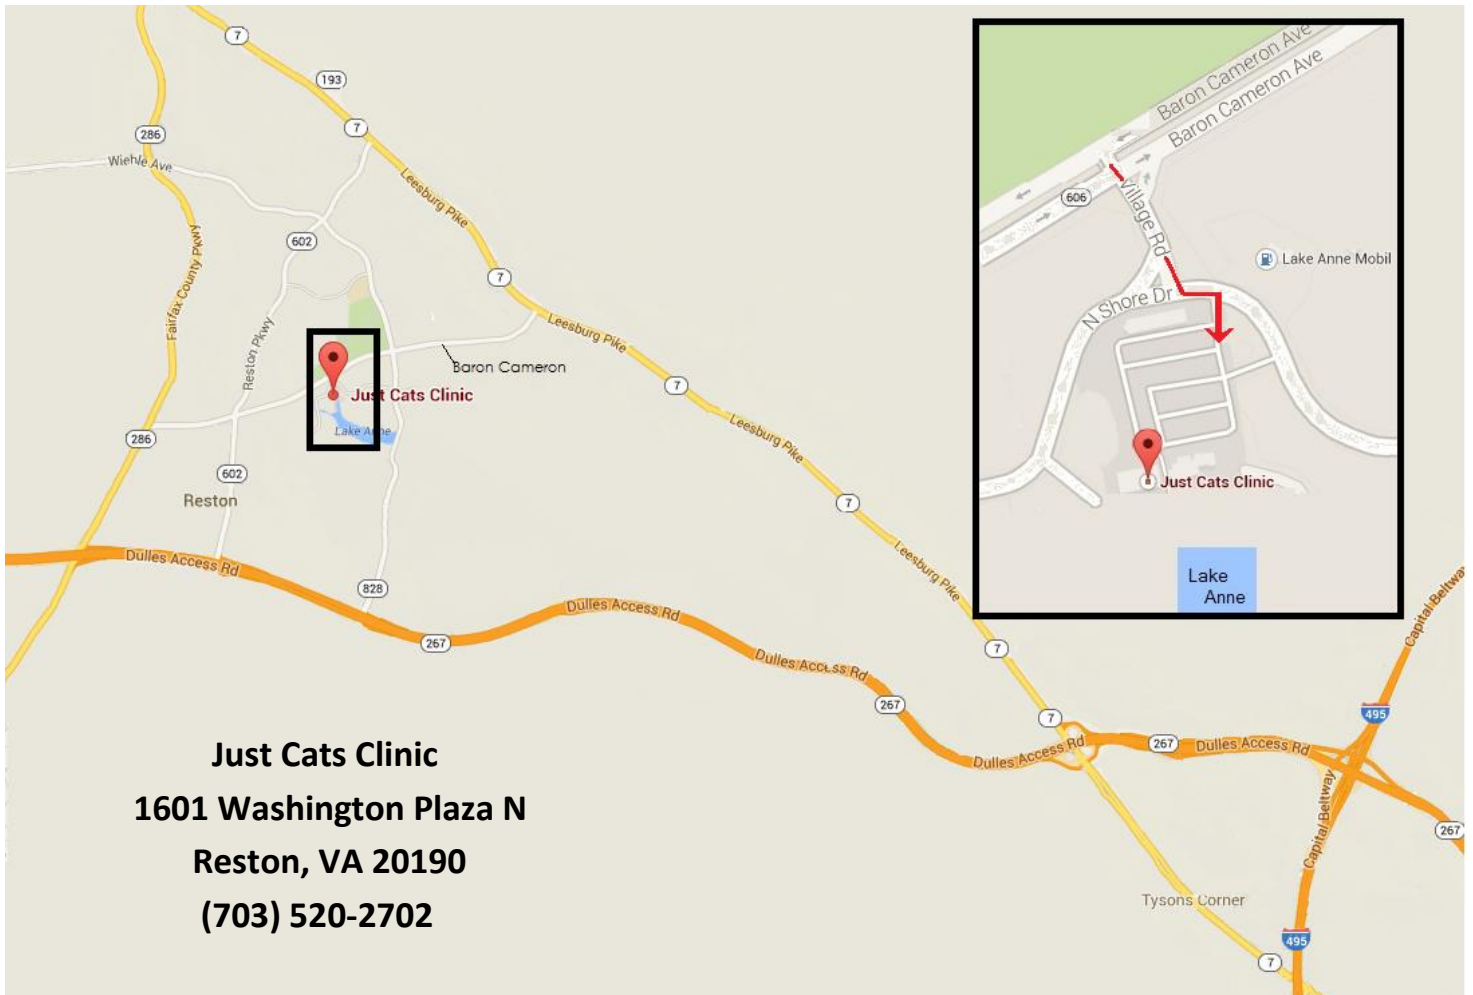 7
193
7
286
Wiehle Ave
Leesburg Pike
602
Fairfax County Pkwy
7
Reston Pkwy
Leesburg Pike
Baron Cameron
Just Cats Clinic
7
Lake Anne
Leesburg Pike
286
602
Reston
7
Dulles Access Rd
Leesburg Pike
828
Dulles Access Rd
267
7
Dulles Access Rd
267
7
Dulles Access Rd
267
Dulles Access Rd
495
Capital Beltway
Capital Beltway
267
Tysons Corner
495
7
Baron Cameron Ave
Baron Cameron Ave
606
Village Rd
Lake Anne Mobil
N Shore Dr
Just Cats Clinic
Lake
Anne
Just Cats Clinic
1601 Washington Plaza N
Reston, VA 20190
(703) 520-2702